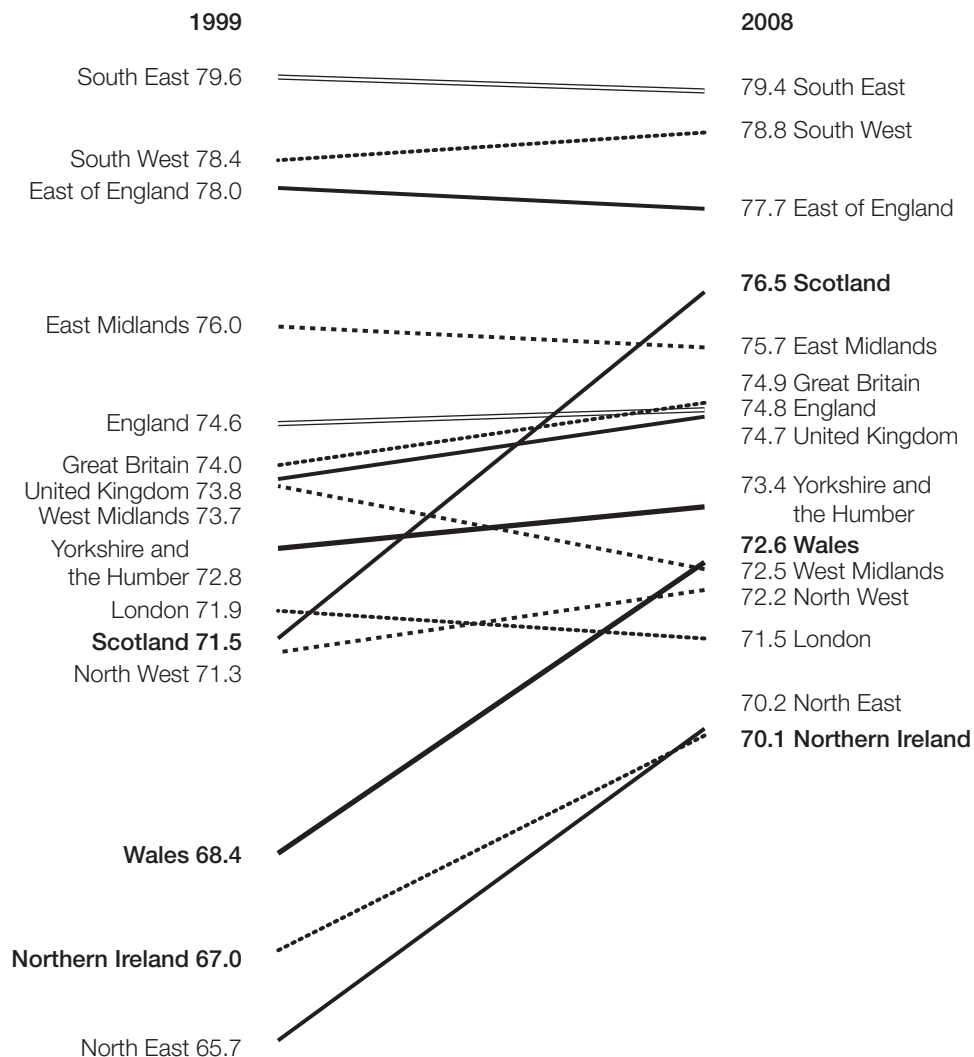 1999
South East 79.6
South West 78.4
East of England 78.0
East Midlands 76.0
England 74.6
Great Britain 74.0
United Kingdom 73.8
West Midlands 73.7
Yorkshire and
the Humber 72.8
London 71.9
Scotland 71.5
North West 71.3
Wales 68.4
Northern Ireland 67.0
North East 65.7
2008
79.4 South East
78.8 South West
77.7 East of England
76.5 Scotland
75.7 East Midlands
74.9 Great Britain
74.8 England
74.7 United Kingdom
73.4 Yorkshire and
the Humber
72.6 Wales
72.5 West Midlands
72.2 North West
71.5 London
70.2 North East
70.1 Northern Ireland